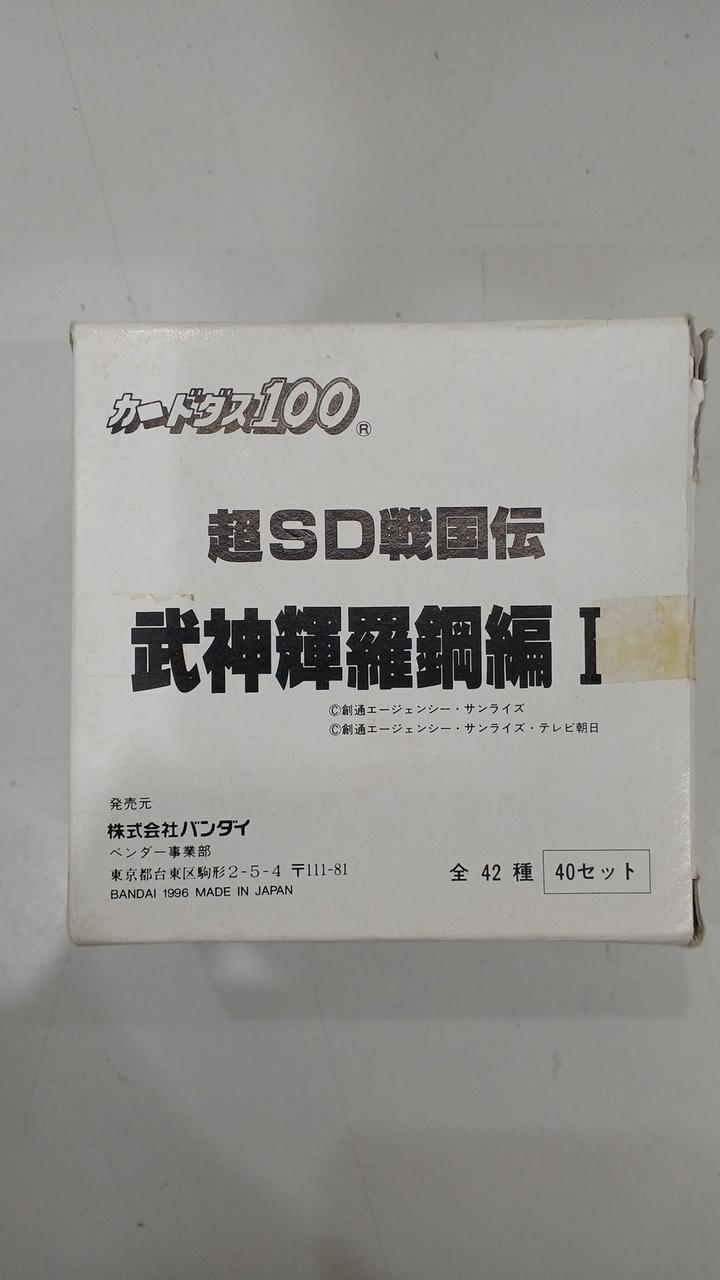 カードダス100®
超SD戦国伝
武神輝羅鋼編 I
©創通エージェンシー・サンライズ
©創通エージェンシー・サンライズ・テレビ朝日
発売元
株式会社バンダイ
ベンダー事業部
東京都台東区駒形2-5-4 〒111-81
BANDAI 1996 MADE IN JAPAN
全 42 種 40セット